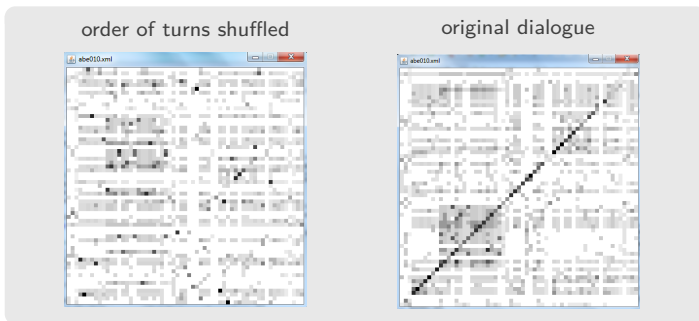 order of turns shuffled
original dialogue
abe010.xml
abe010.xml